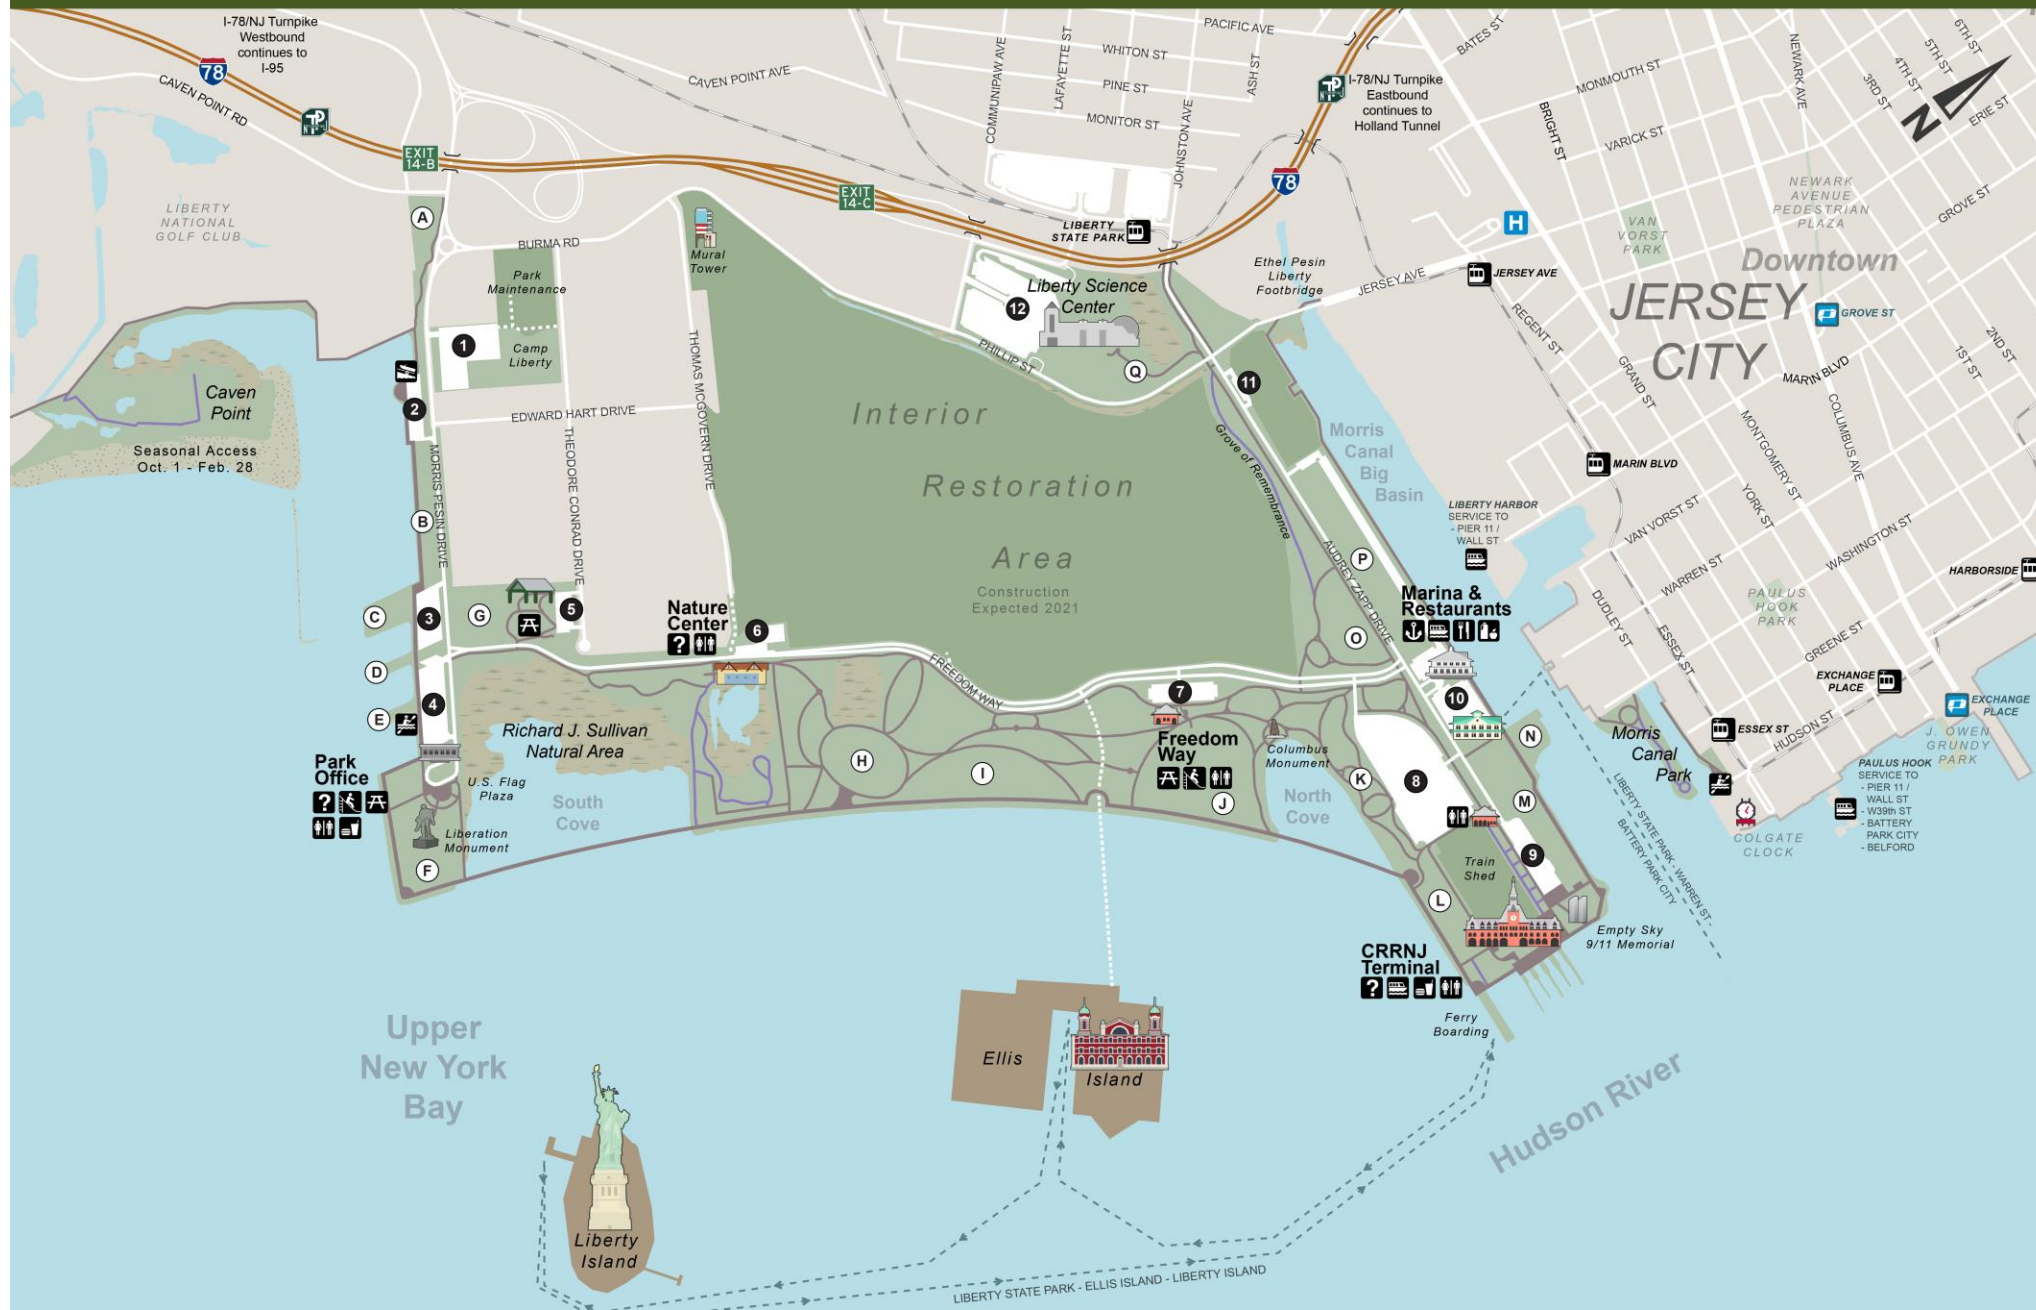 I-78/NJ Turnpike
Westbound
continues to
I-95
78
CAVEN POINT RD
TP
N J
EXIT
14-B
CAVEN POINT AVE
COMMUNIPAW AVE
LAFAYETTE ST
PACIFIC AVE
WHITON ST
PINE ST
MONITOR ST
ASH ST
JOHNSTON AVE
TP
N J
I-78/NJ Turnpike
Eastbound
continues to
Holland Tunnel
78
EXIT
14-C
BATES ST
MONMOUTH ST
BRIGHT ST
VARICK ST
NEWARK AVE
3RD ST
4TH ST
5TH ST
6TH ST
ERIE ST
N
GROVE ST
LIBERTY
NATIONAL
GOLF CLUB
A
BURMA RD
Park
Maintenance
Mural
Tower
LIBERTY
STATE PARK
Liberty Science
Center
12
Ethel Pesin
Liberty
Footbridge
JERSEY AVE
H
JERSEY AVE
VAN
VORST
PARK
NEWARK
AVENUE
PEDESTRIAN
PLAZA
Downtown
JERSEY
CITY
GROVE ST
1
Camp
Liberty
2
EDWARD HART DRIVE
MORRIS PESIN DRIVE
THEODORE CONRAD DRIVE
THOMAS MCGOVERN DRIVE
PHILLIP ST
Q
11
REGENT ST
GRAND ST
MARIN BLVD
2ND ST
1ST ST
Caven
Point
Seasonal Access
Oct. 1 - Feb. 28
Interior
Restoration
Area
Construction
Expected 2021
Grove of Remembrance
AUDREY ZAPP DRIVE
Morris
Canal
Big
Basin
MARIN BLVD
MONTGOMERY ST
COLUMBUS AVE
YORK ST
LIBERTY HARBOR
SERVICE TO
- PIER 11 /
WALL ST
VAN VORST ST
WARREN ST
WASHINGTON ST
HARBORSIDE
B
P
C
3
G
5
Nature
Center
?
6
FREEDOM WAY
O
Marina &
Restaurants
DUDLEY ST
ESSEX ST
PAULUS
HOOK
PARK
GREENE ST
EXCHANGE
PLACE
EXCHANGE
PLACE
HUDSON ST
ESSEX ST
J. OWEN
GRUNDY
PARK
D
4
E
Richard J. Sullivan
Natural Area
7
10
Freedom
Way
Columbus
Monument
N
Morris
Canal
Park
Park
Office
?
U.S. Flag
Plaza
South
Cove
H
I
J
K
8
North
Cove
M
LIBERTY STATE PARK - WARREN ST -
BATTERY PARK CITY
PAULUS HOOK
SERVICE TO
- PIER 11 /
WALL ST
- W39th ST
- BATTERY
PARK CITY
- BELFORD
COLGATE
CLOCK
Liberation
Monument
F
Train
Shed
9
L
Empty Sky
9/11 Memorial
CRRNJ
Terminal
?
Ferry
Boarding
Upper
New York
Bay
Ellis
Island
Hudson River
Liberty
Island
LIBERTY STATE PARK - ELLIS ISLAND - LIBERTY ISLAND